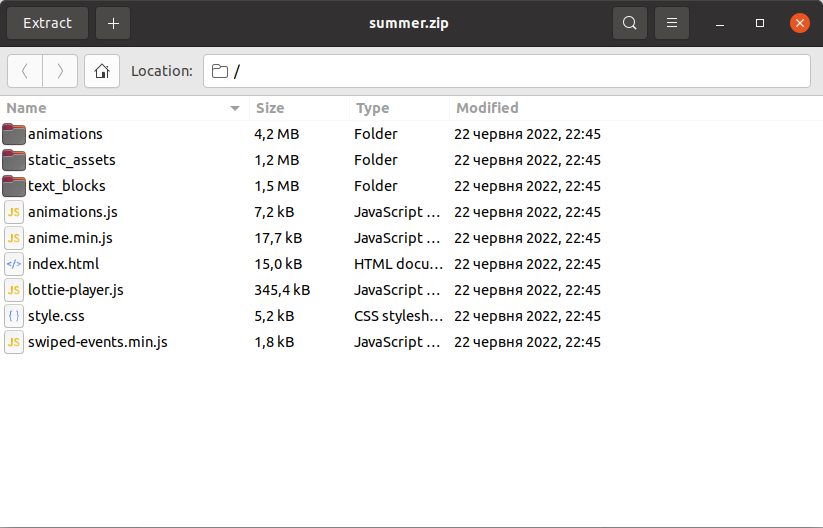 Extract + summer.zip
Location: /
Name Size Type Modified
animations 4,2 MB Folder 22 червня 2022, 22:45
static_assets 1,2 MB Folder 22 червня 2022, 22:45
text_blocks 1,5 MB Folder 22 червня 2022, 22:45
JS animations.js 7,2 kB JavaScript … 22 червня 2022, 22:45
JS anime.min.js 17,7 kB JavaScript … 22 червня 2022, 22:45
</> index.html 15,0 kB HTML docu… 22 червня 2022, 22:45
JS lottie-player.js 345,4 kB JavaScript … 22 червня 2022, 22:45
{ } style.css 5,2 kB CSS stylesh… 22 червня 2022, 22:45
JS swiped-events.min.js 1,8 kB JavaScript … 22 червня 2022, 22:45